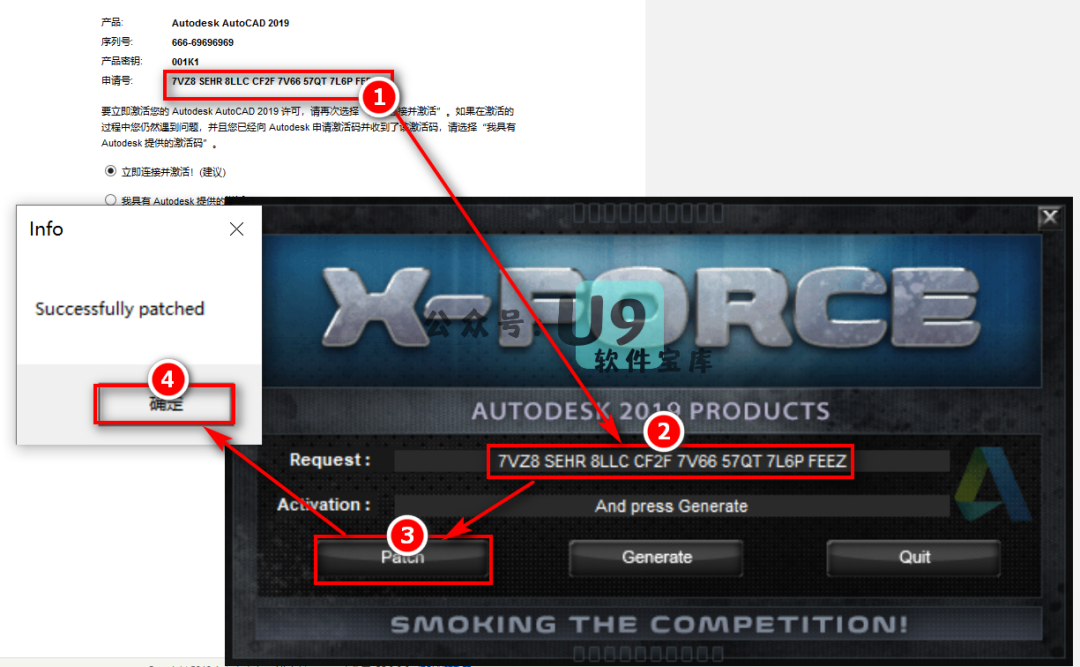 产品: Autodesk AutoCAD 2019
序列号: 666-69696969
产品密钥: 001K1
申请号: 7VZ8 SEHR 8LLC CF2F 7V66 57QT 7L6P
1
要立即激活您的 Autodesk AutoCAD 2019 许可，请再次选择 接并激活”。如果在激活的
过程中您仍然遇到问题，并且您已经向 Autodesk 申请激活码并收到了该激活码，请选择 “我具有
Autodesk 提供的激活码”。
立即连接并激活! (建议)
我具有 Autodesk 提供的
Info
Successfully patched
4
确定
X
X-FORCE
公众号:U9
软件宝库
AUTODESK 2019 PRODUCTS
2
Request : 7VZ8 SEHR 8LLC CF2F 7V66 57QT 7L6P FEEZ
Activation : And press Generate
3
Patch Generate Quit
SMOKING THE COMPETITION!